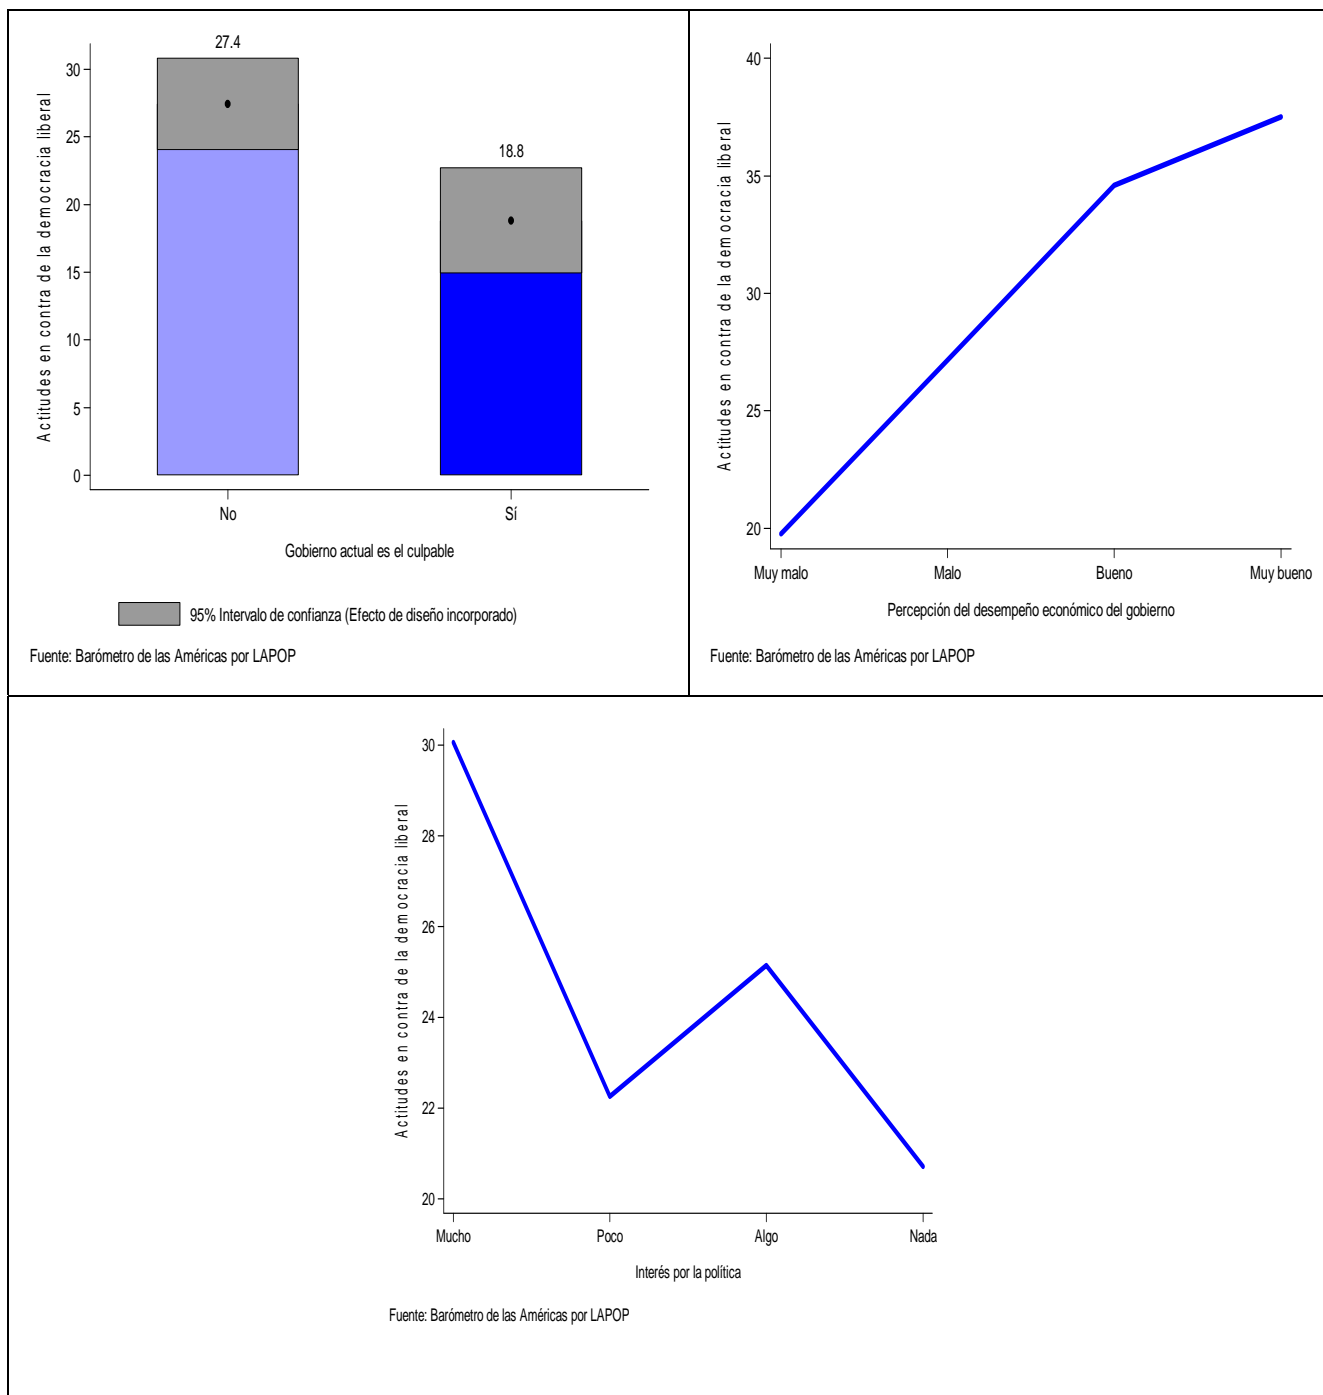 27.4
18.8
Actitudes en contra de la democracia liberal
30
25
20
15
10
5
0
No
Sí
Gobierno actual es el culpable
95% Intervalo de confianza (Efecto de diseño incorporado)
Fuente: Barómetro de las Américas por LAPOP
Actitudes en contra de la democracia liberal
40
35
30
25
20
Muy malo
Malo
Bueno
Muy bueno
Percepción del desempeño económico del gobierno
Fuente: Barómetro de las Américas por LAPOP
Actitudes en contra de la democracia liberal
30
28
26
24
22
20
Mucho
Poco
Algo
Nada
Interés por la política
Fuente: Barómetro de las Américas por LAPOP